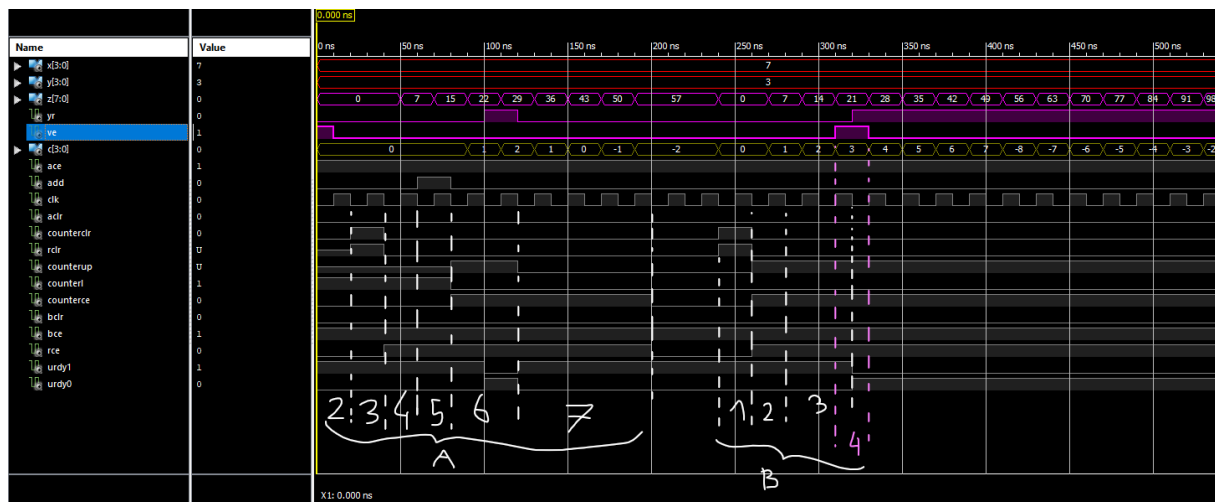 0.000 ns
Name Value
0 ns 50 ns 100 ns 150 ns 200 ns 250 ns 300 ns 350 ns 400 ns 450 ns 500 ns
x[3:0] 7 7
y[3:0] 3 3
z[7:0] 0 0 7 15 22 29 36 43 50 57 0 7 14 21 28 35 42 49 56 63 70 77 84 91 98
yr 0
ve 1
c[3:0] 0 0 1 2 1 0 -1 -2 0 1 2 3 4 5 6 7 -8 -7 -6 -5 -4 -3 -2
ace 1
add 0
clk 0
aclr 0
counterclr 0
rclr U
counterup U
counterl 1
counterce 0
bclr 0
bce 1
rce 0
urdy1 1
urdy0 0
2 3 4 5 6 7 1 2 3 4
A B
X1: 0.000 ns